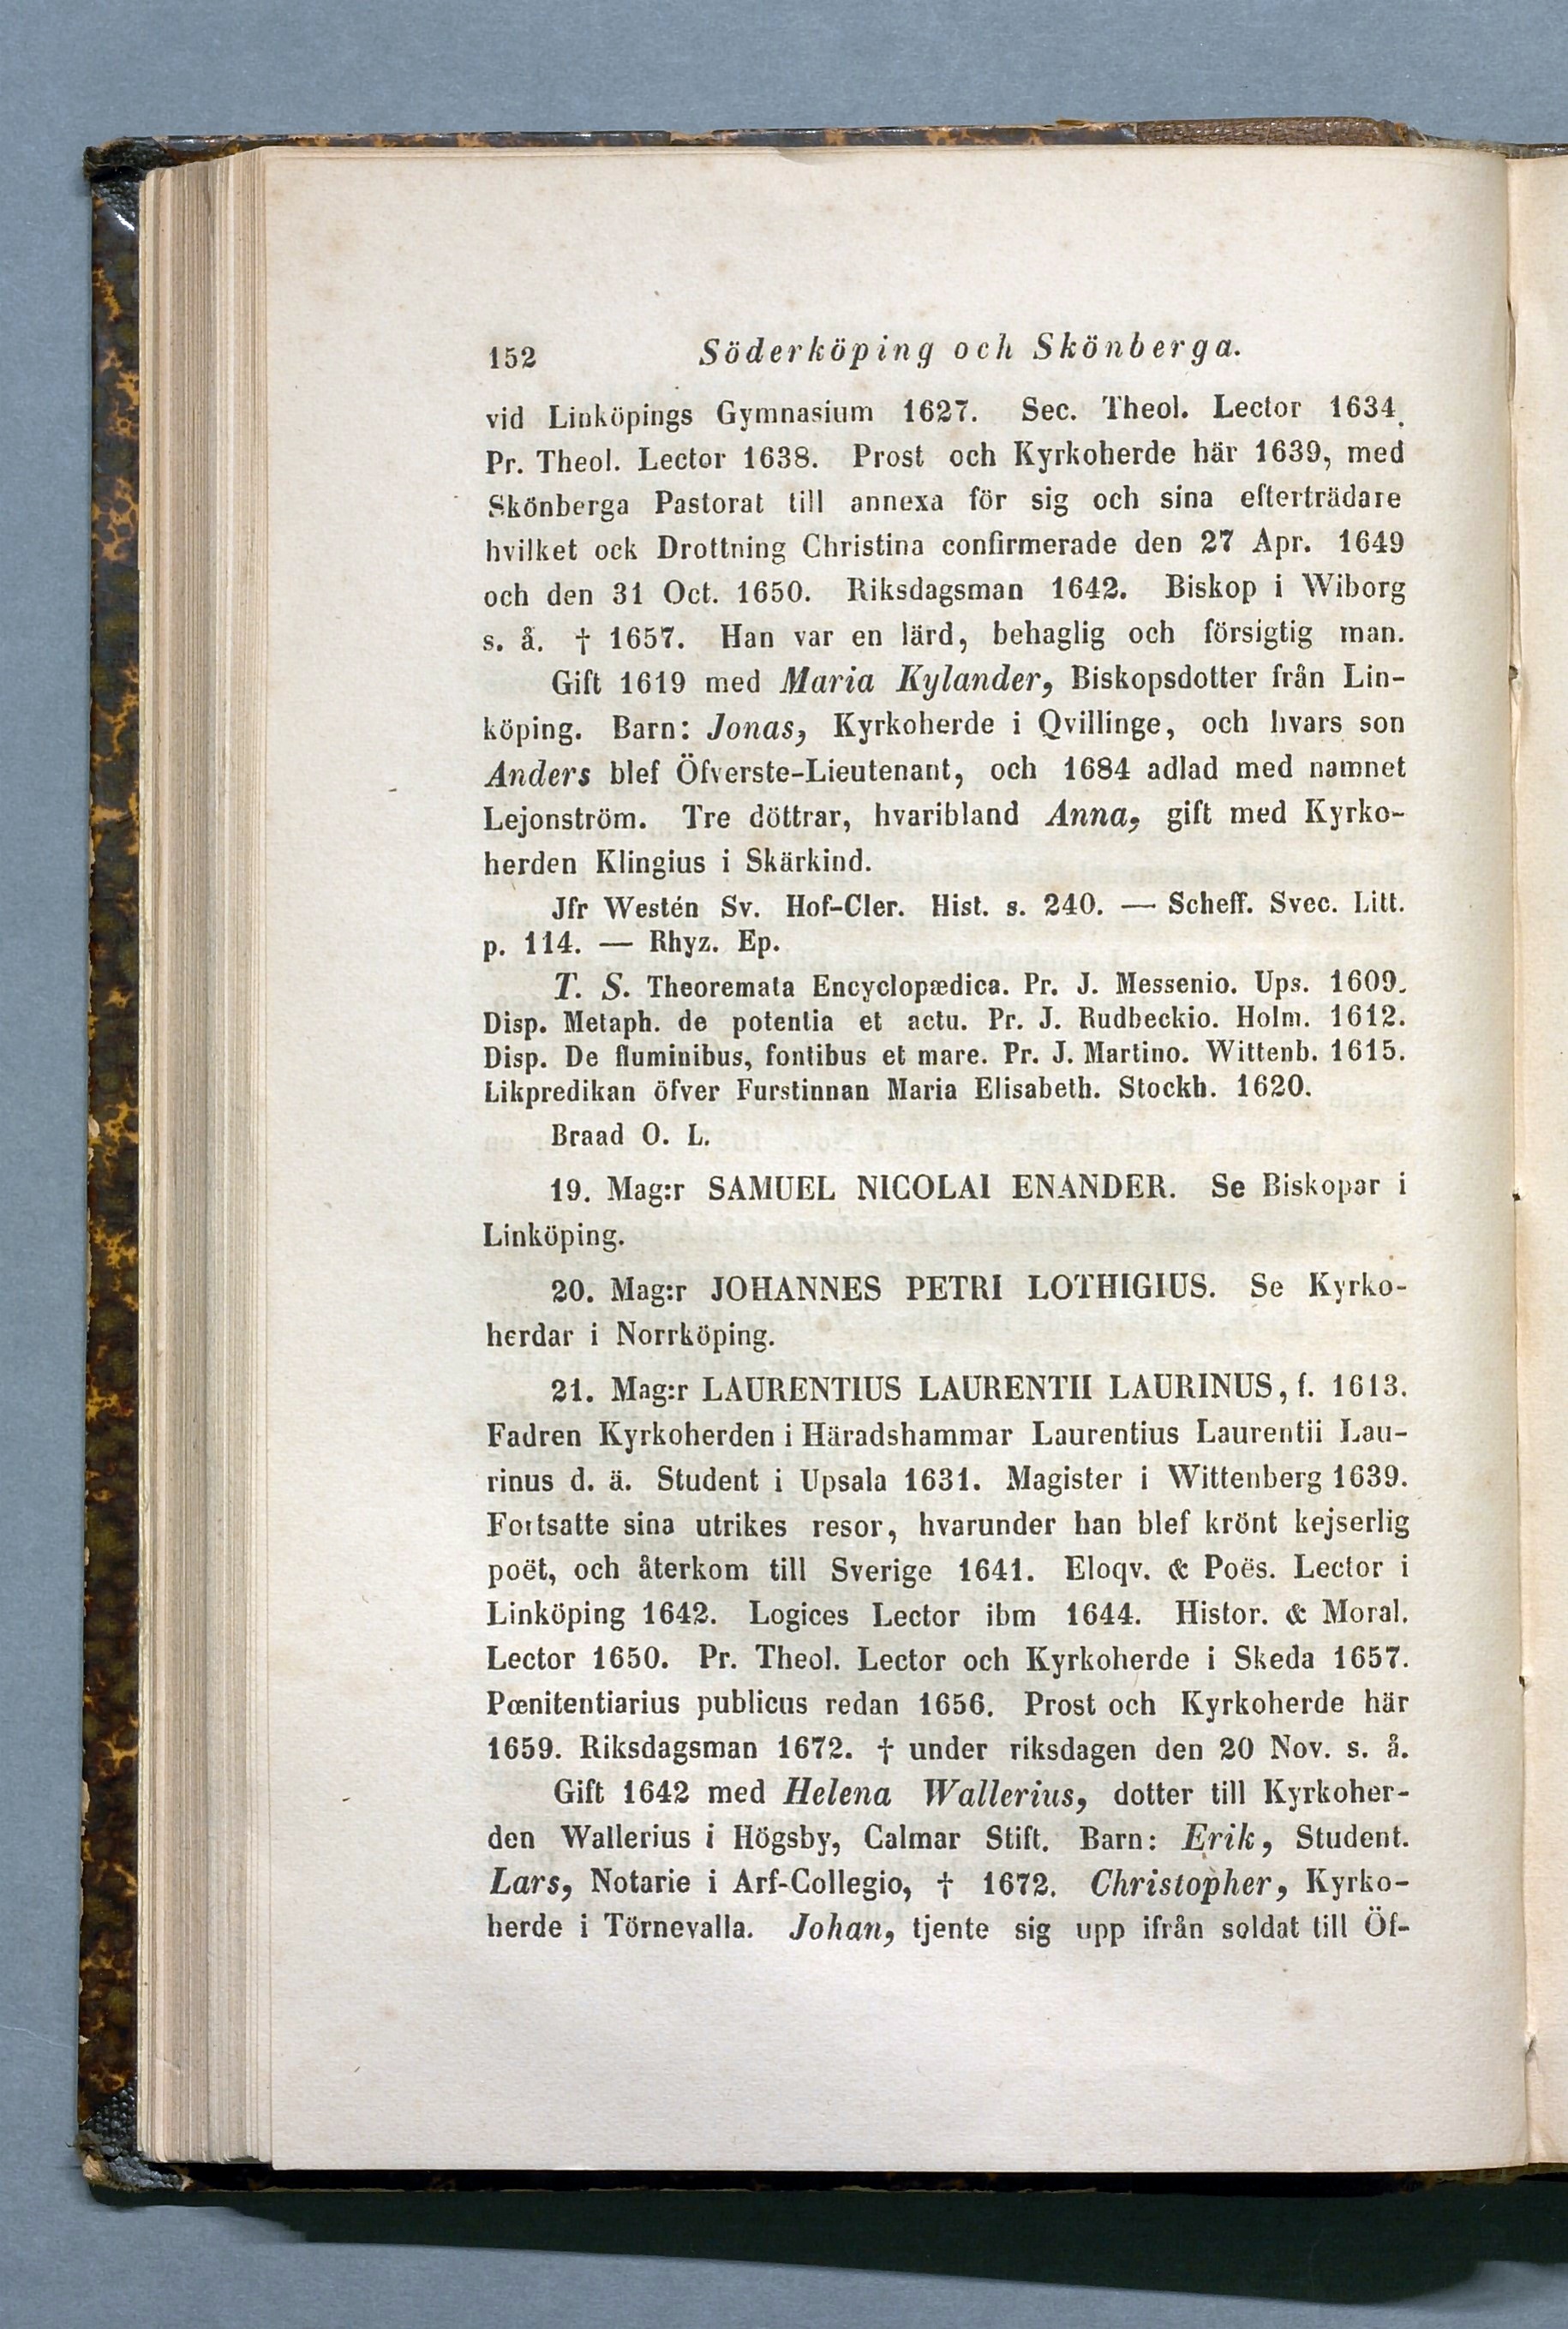 152 Söderköping och Skönberga.
vid Linköpings Gymnasium 1627. Sec. Theol. Lector 1634.
Pr. Theol. Lector 1638. Prost och Kyrkoherde här 1639, med
Skönberga Pastorat till annexa för sig och sina efterträdare
hvilket ock Drottning Christina confirmerade den 27 Apr. 1649
och den 31 Oct. 1650. Riksdagsman 1642. Biskop i Wiborg
s. å. † 1657. Han var en lärd, behaglig och försigtig man.
Gift 1619 med Maria Kylander, Biskopsdotter från Lin-
köping. Barn: Jonas, Kyrkoherde i Qvillinge, och hvars son
Anders blef Öfverste-Lieutenant, och 1684 adlad med namnet
Lejonström. Tre döttrar, hvaribland Anna, gift med Kyrko-
herden Klingius i Skärkind.
Jfr Westén Sv. Hof-Cler. Hist. s. 240. — Scheff. Svec. Litt.
p. 114. — Rhyz. Ep.
T. S. Theoremata Encyclopædica. Pr. J. Messenio. Ups. 1609.
Disp. Metaph. de potentia et actu. Pr. J. Rudbeckio. Holm. 1612.
Disp. De fluminibus, fontibus et mare. Pr. J. Martino. Wittenb. 1615.
Likpredikan öfver Furstinnan Maria Elisabeth. Stockh. 1620.
Braad O. L.
19. Mag:r SAMUEL NICOLAI ENANDER. Se Biskopar i
Linköping.
20. Mag:r JOHANNES PETRI LOTHIGIUS. Se Kyrko-
herdar i Norrköping.
21. Mag:r LAURENTIUS LAURENTII LAURINUS, f. 1613.
Fadren Kyrkoherden i Häradshammar Laurentius Laurentii Lau-
rinus d. ä. Student i Upsala 1631. Magister i Wittenberg 1639.
Fortsatte sina utrikes resor, hvarunder han blef krönt kejserlig
poët, och återkom till Sverige 1641. Eloqv. & Poës. Lector i
Linköping 1642. Logices Lector ibm 1644. Histor. & Moral.
Lector 1650. Pr. Theol. Lector och Kyrkoherde i Skeda 1657.
Pœnitentiarius publicus redan 1656. Prost och Kyrkoherde här
1659. Riksdagsman 1672. † under riksdagen den 20 Nov. s. å.
Gift 1642 med Helena Wallerius, dotter till Kyrkoher-
den Wallerius i Högsby, Calmar Stift. Barn: Erik, Student.
Lars, Notarie i Arf-Collegio, † 1672. Christopher, Kyrko-
herde i Törnevalla. Johan, tjente sig upp ifrån soldat till Öf-